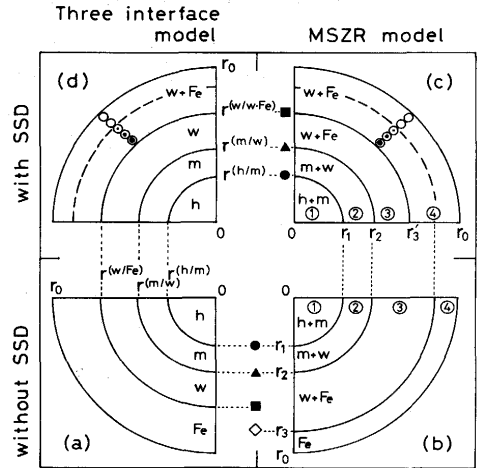 Three interface model
MSZR model
with SSD
without SSD
(d)
r₀
w+Fe
w
m
h
0
r^(w/w·Fe)
r^(m/w)
r^(h/m)
(c)
w+Fe
w+Fe
m+w
h+m
① ② ③ ④
0 r₁ r₂ r₃′ r₀
r₀ r^(w/Fe) r^(m/w) r^(h/m) 0
h
m
w
Fe
(a)
0
① ② ③ ④
h+m
m+w
w+Fe
Fe
r₁
r₂
r₃
r₀
(b)